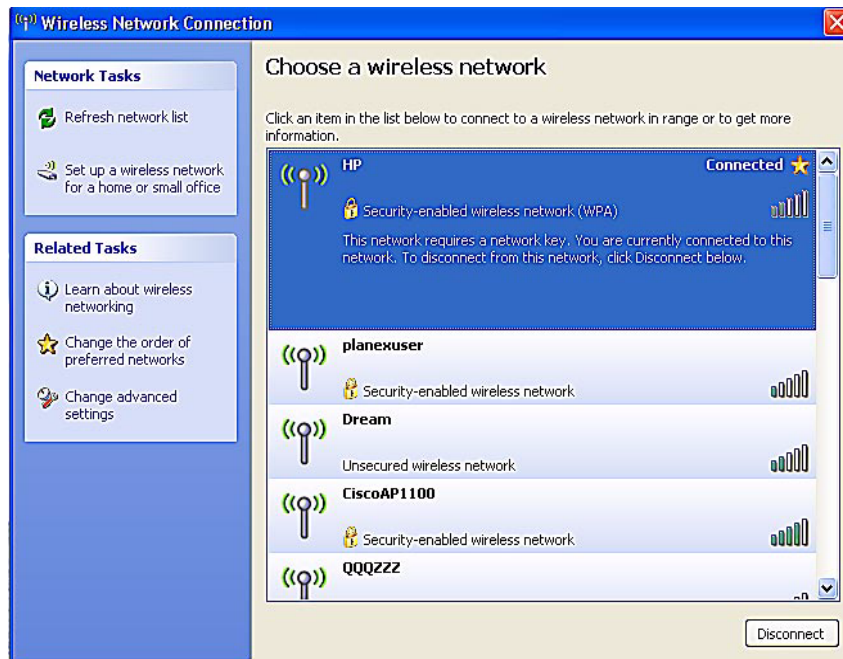 Wireless Network Connection
Network Tasks
Refresh network list
Set up a wireless network
for a home or small office
Related Tasks
Learn about wireless
networking
Change the order of
preferred networks
Change advanced
settings
Choose a wireless network
Click an item in the list below to connect to a wireless network in range or to get more
information.
HP
Connected
Security-enabled wireless network (WPA)
This network requires a network key. You are currently connected to this
network. To disconnect from this network, click Disconnect below.
planexuser
Security-enabled wireless network
Dream
Unsecured wireless network
CiscoAP1100
Security-enabled wireless network
QQQZZZ
Disconnect